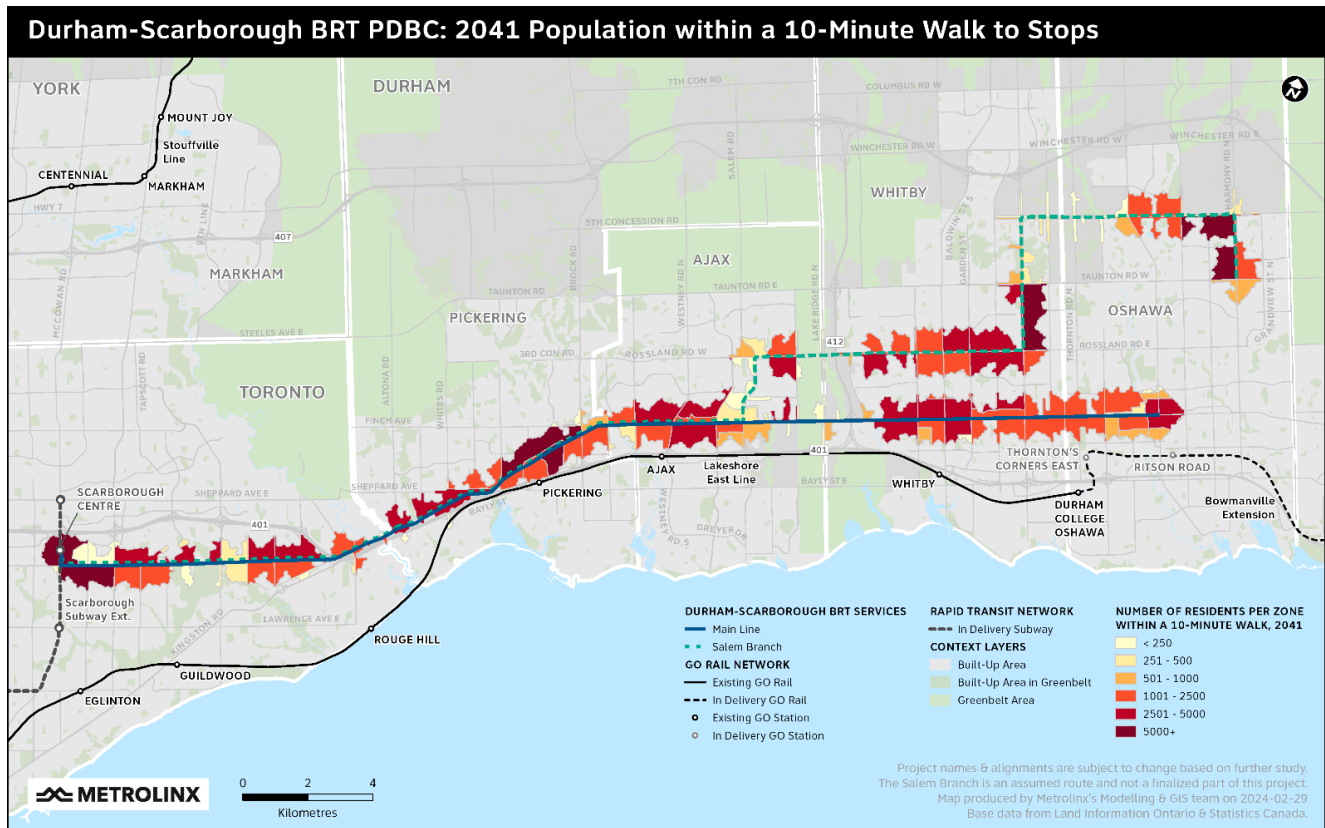 Durham-Scarborough BRT PDBC: 2041 Population within a 10-Minute Walk to Stops
YORK
DURHAM
7TH CON RD
COLUMBUS RD W
N
MOUNT JOY
Stouffville
Line
CENTENNIAL
MARKHAM
HWY 7
9TH LINE
407
MCCOWAN RD
MARKHAM
STEELES AVE E
TAPSCOTT RD
TORONTO
SALEM RD
WINCHESTER RD W
WINCHESTER RD W
WINCHESTER RD E
HARMONY RD N
5TH CONCESSION RD
WHITBY
BALDWIN ST S
GARDEN ST
BROCK RD
AJAX
WESTNEY RD N
LAKE RIDGE RD N
TAUNTON RD W
TAUNTON RD E
TAUNTON RD E
THORNTON RD N
OSHAWA
GRANDVIEW ST N
PICKERING
3RD CON RD
ROSSLAND RD W
412
ROSSLAND RD E
ALTONA RD
WHITES RD
FINCH AVE
SHEPPARD AVE E
SHEPPARD AVE E
SCARBOROUGH
CENTRE
401
BAYLY ST
PICKERING
AJAX
Lakeshore
East Line
401
BAYLY ST E
WHITBY
THORNTON'S
CORNERS EAST
RITSON ROAD
DURHAM
COLLEGE
OSHAWA
Bowmanville
Extension
WESTNEY RD S
DREYER DR
Scarborough
Subway Ext.
KINGSTON RD
LAWRENCE AVE E
ROUGE HILL
GUILDWOOD
EGLINTON
DURHAM-SCARBOROUGH BRT SERVICES
Main Line
Salem Branch
GO RAIL NETWORK
Existing GO Rail
In Delivery GO Rail
Existing GO Station
In Delivery GO Station
RAPID TRANSIT NETWORK
In Delivery Subway
CONTEXT LAYERS
Built-Up Area
Built-Up Area in Greenbelt
Greenbelt Area
NUMBER OF RESIDENTS PER ZONE
WITHIN A 10-MINUTE WALK, 2041
< 250
251 - 500
501 - 1000
1001 - 2500
2501 - 5000
5000+
METROLINX
0 2 4
Kilometres
Project names & alignments are subject to change based on further study.
The Salem Branch is an assumed route and not a finalized part of this project.
Map produced by Metrolinx's Modelling & GIS team on 2024-02-29
Base data from Land Information Ontario & Statistics Canada.